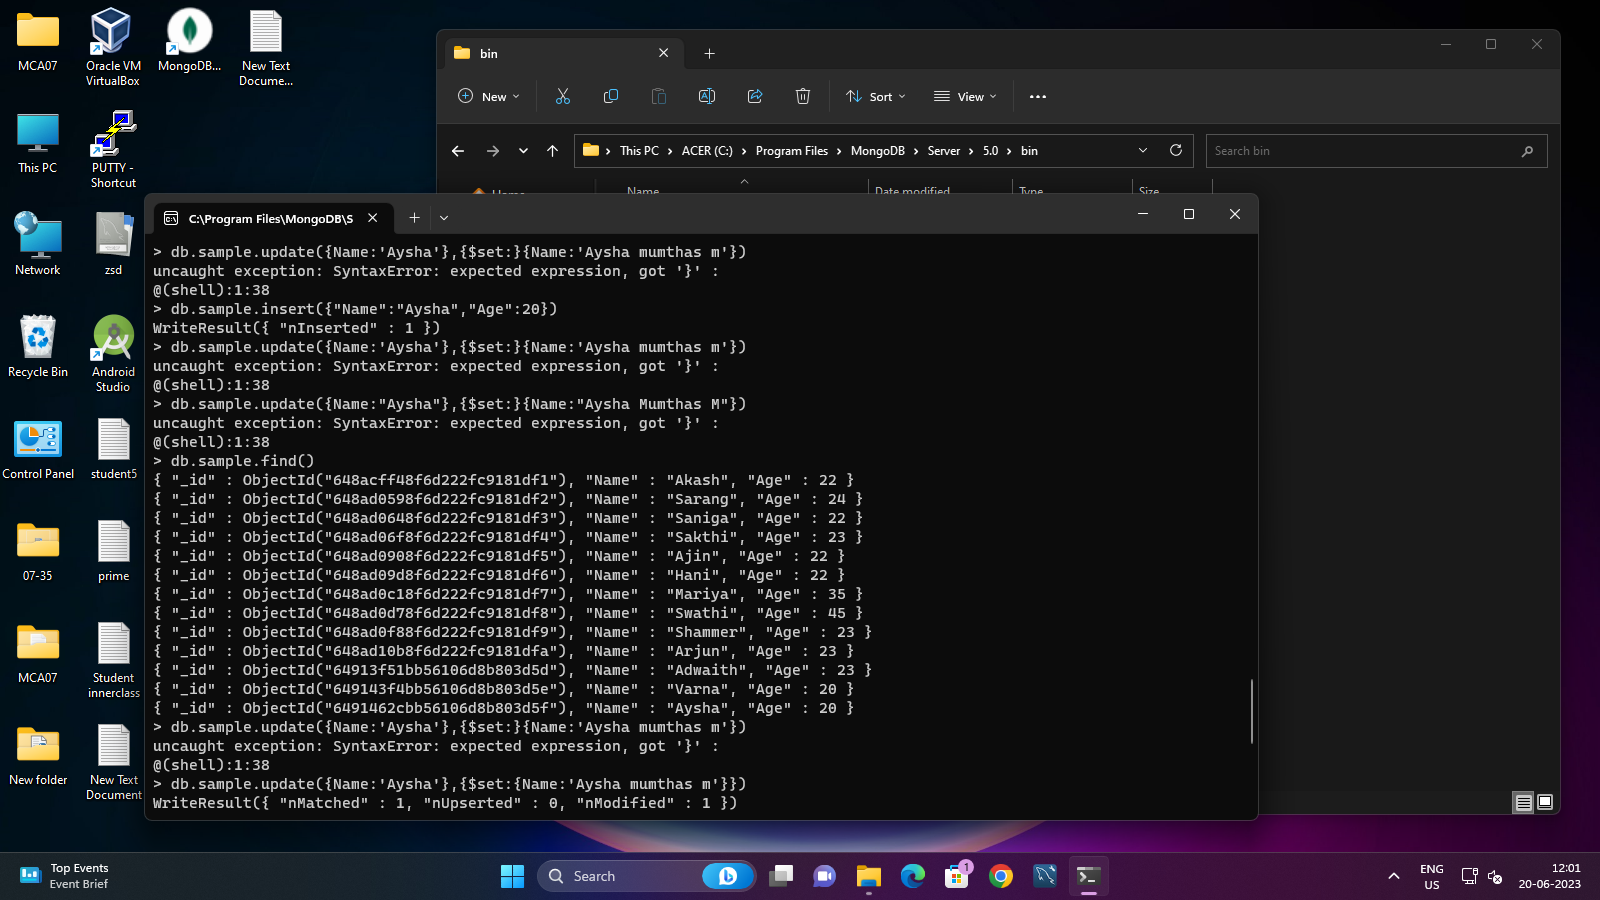 MCA07
Oracle VM
VirtualBox
MongoDB...
New Text
Docume...
This PC
PUTTY -
Shortcut
Network
zsd
Recycle Bin
Android
Studio
Control Panel
student5
07-35
prime
MCA07
Student
innerclass
New folder
New Text
Document
bin
New
Sort
View
This PC
ACER (C:)
Program Files
MongoDB
Server
5.0
bin
Search bin
Home
Name
Date modified
Type
Size
C:\Program Files\MongoDB\S
> db.sample.update({Name:'Aysha'},{$set:}{Name:'Aysha mumthas m'})
uncaught exception: SyntaxError: expected expression, got '}' :
@(shell):1:38
> db.sample.insert({"Name":"Aysha","Age":20})
WriteResult({ "nInserted" : 1 })
> db.sample.update({Name:'Aysha'},{$set:}{Name:'Aysha mumthas m'})
uncaught exception: SyntaxError: expected expression, got '}' :
@(shell):1:38
> db.sample.update({Name:"Aysha"},{$set:}{Name:"Aysha Mumthas M"})
uncaught exception: SyntaxError: expected expression, got '}' :
@(shell):1:38
> db.sample.find()
{ "_id" : ObjectId("648acff48f6d222fc9181df1"), "Name" : "Akash", "Age" : 22 }
{ "_id" : ObjectId("648ad0598f6d222fc9181df2"), "Name" : "Sarang", "Age" : 24 }
{ "_id" : ObjectId("648ad0648f6d222fc9181df3"), "Name" : "Saniga", "Age" : 22 }
{ "_id" : ObjectId("648ad06f8f6d222fc9181df4"), "Name" : "Sakthi", "Age" : 23 }
{ "_id" : ObjectId("648ad0908f6d222fc9181df5"), "Name" : "Ajin", "Age" : 22 }
{ "_id" : ObjectId("648ad09d8f6d222fc9181df6"), "Name" : "Hani", "Age" : 22 }
{ "_id" : ObjectId("648ad0c18f6d222fc9181df7"), "Name" : "Mariya", "Age" : 35 }
{ "_id" : ObjectId("648ad0d78f6d222fc9181df8"), "Name" : "Swathi", "Age" : 45 }
{ "_id" : ObjectId("648ad0f88f6d222fc9181df9"), "Name" : "Shammer", "Age" : 23 }
{ "_id" : ObjectId("648ad10b8f6d222fc9181dfa"), "Name" : "Arjun", "Age" : 23 }
{ "_id" : ObjectId("64913f51bb56106d8b803d5d"), "Name" : "Adwaith", "Age" : 23 }
{ "_id" : ObjectId("649143f4bb56106d8b803d5e"), "Name" : "Varna", "Age" : 20 }
{ "_id" : ObjectId("6491462cbb56106d8b803d5f"), "Name" : "Aysha", "Age" : 20 }
> db.sample.update({Name:'Aysha'},{$set:}{Name:'Aysha mumthas m'})
uncaught exception: SyntaxError: expected expression, got '}' :
@(shell):1:38
> db.sample.update({Name:'Aysha'},{$set:{Name:'Aysha mumthas m'}})
WriteResult({ "nMatched" : 1, "nUpserted" : 0, "nModified" : 1 })
Top Events
Event Brief
Search
1
ENG
US
12:01
20-06-2023